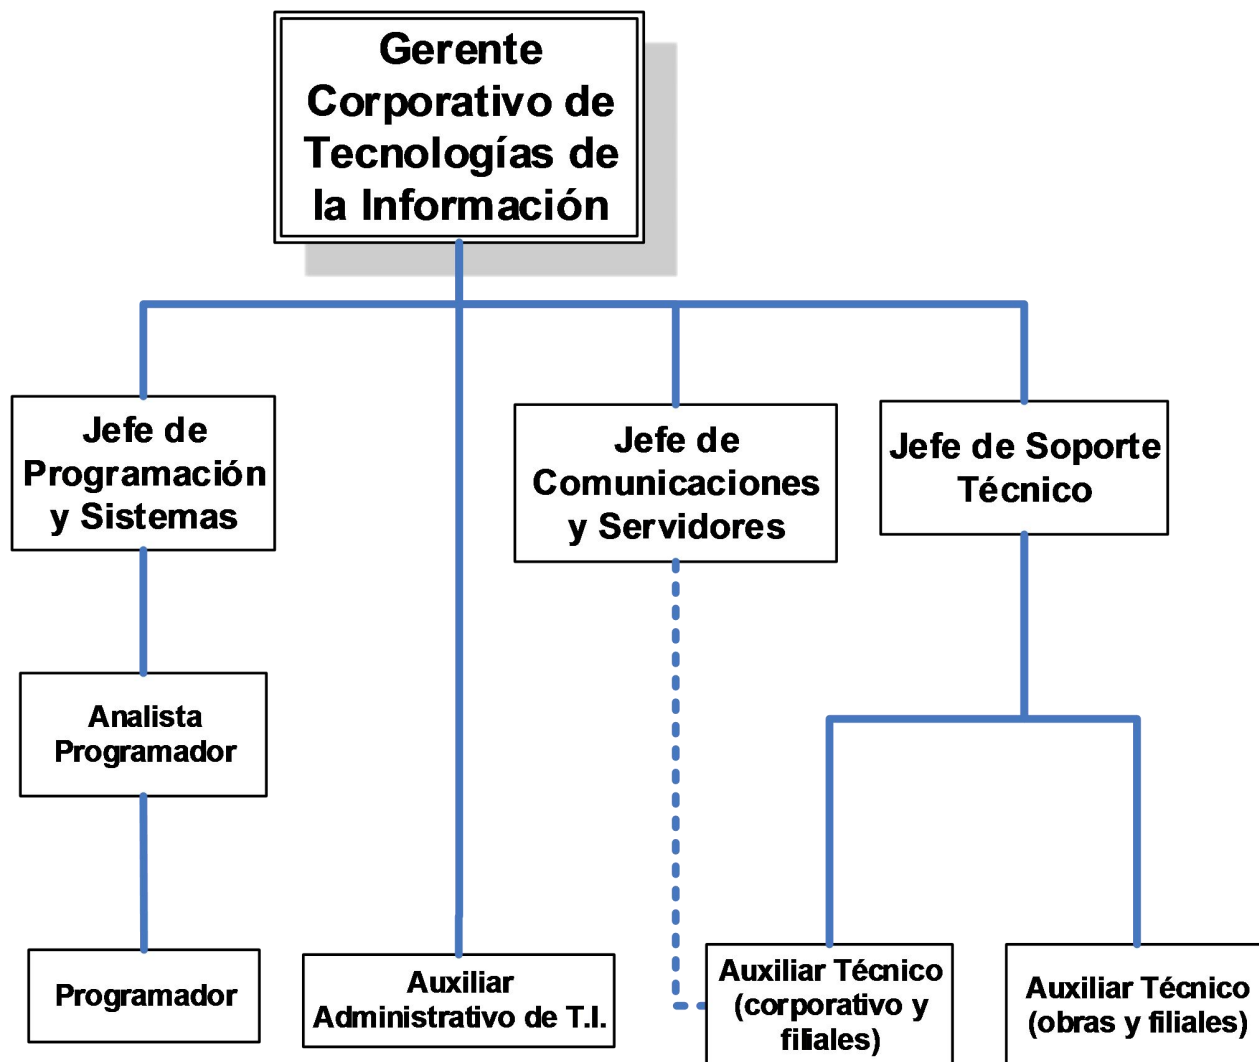 Gerente
Corporativo de
Tecnologías de
la Información
Jefe de
Programación
y Sistemas
Jefe de
Comunicaciones
y Servidores
Jefe de Soporte
Técnico
Analista
Programador
Programador
Auxiliar
Administrativo de T.I.
Auxiliar Técnico
(corporativo y
filiales)
Auxiliar Técnico
(obras y filiales)